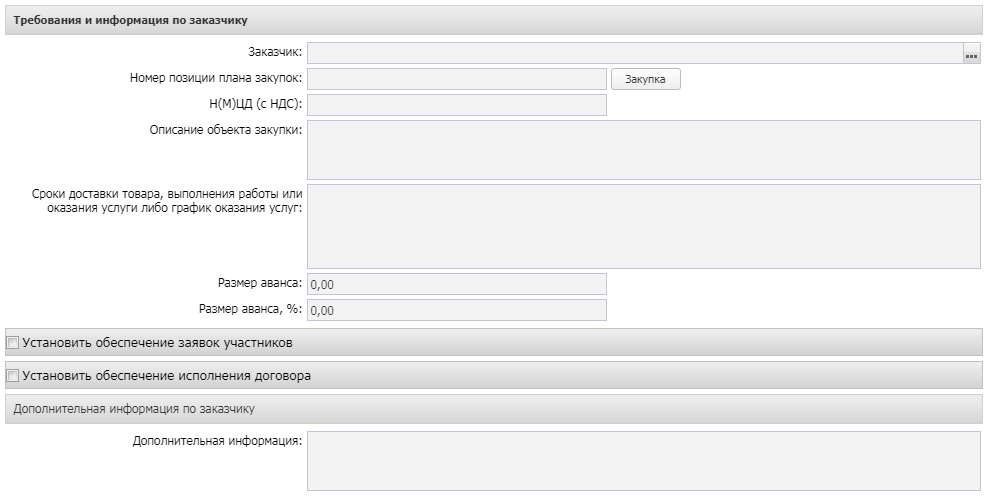 Требования и информация по заказчику
Заказчик:
Номер позиции плана закупок: Закупка
Н(М)ЦД (с НДС):
Описание объекта закупки:
Сроки доставки товара, выполнения работы или
оказания услуги либо график оказания услуг:
Размер аванса: 0,00
Размер аванса, %: 0,00
Установить обеспечение заявок участников
Установить обеспечение исполнения договора
Дополнительная информация по заказчику
Дополнительная информация: